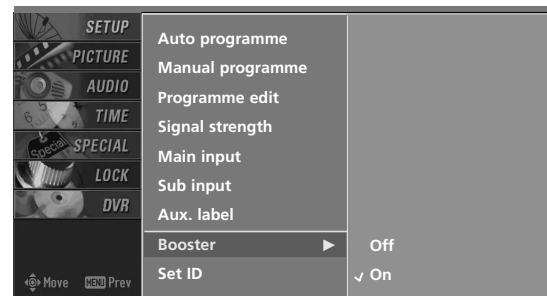 SETUP
PICTURE
AUDIO
TIME
Special SPECIAL
LOCK
DVR
Move MENU Prev
Auto programme
Manual programme
Programme edit
Signal strength
Main input
Sub input
Aux. label
Booster ► Off
Set ID ✓ On